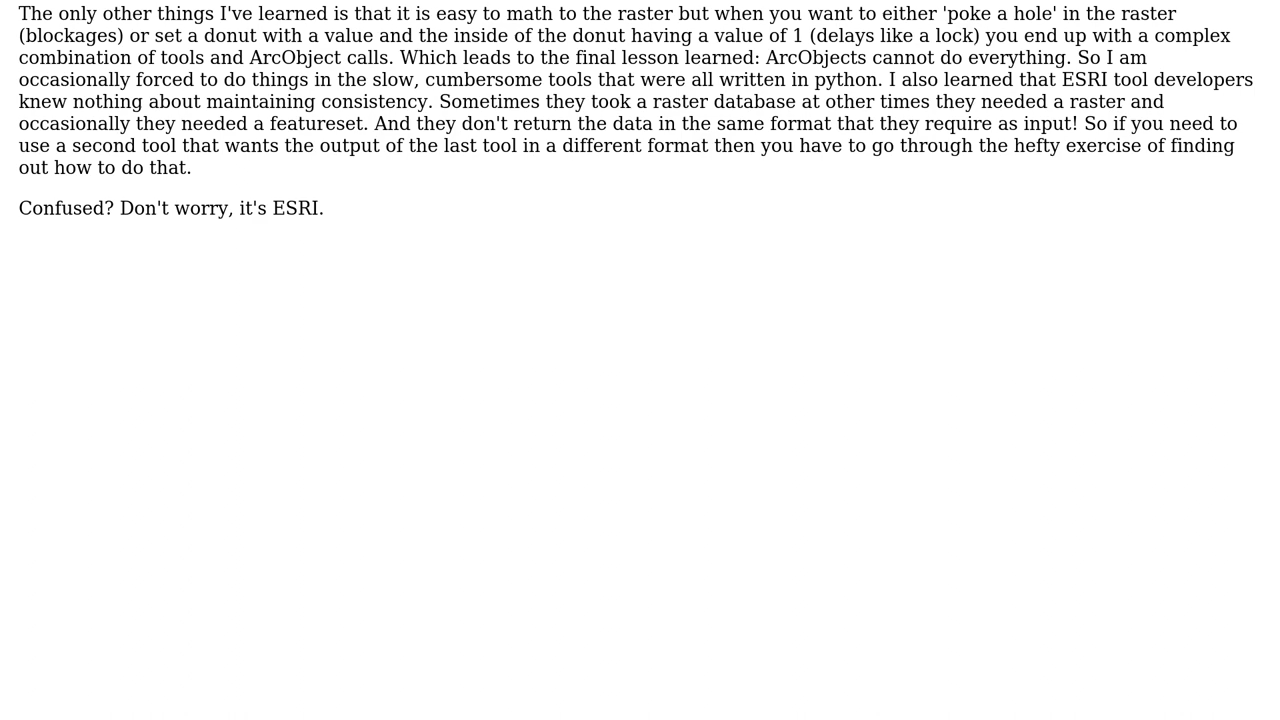 The only other things I've learned is that it is easy to math to the raster but when you want to either 'poke a hole' in the raster
(blockages) or set a donut with a value and the inside of the donut having a value of 1 (delays like a lock) you end up with a complex
combination of tools and ArcObject calls. Which leads to the final lesson learned: ArcObjects cannot do everything. So I am
occasionally forced to do things in the slow, cumbersome tools that were all written in python. I also learned that ESRI tool developers
knew nothing about maintaining consistency. Sometimes they took a raster database at other times they needed a raster and
occasionally they needed a featureset. And they don't return the data in the same format that they require as input! So if you need to
use a second tool that wants the output of the last tool in a different format then you have to go through the hefty exercise of finding
out how to do that.
Confused? Don't worry, it's ESRI.